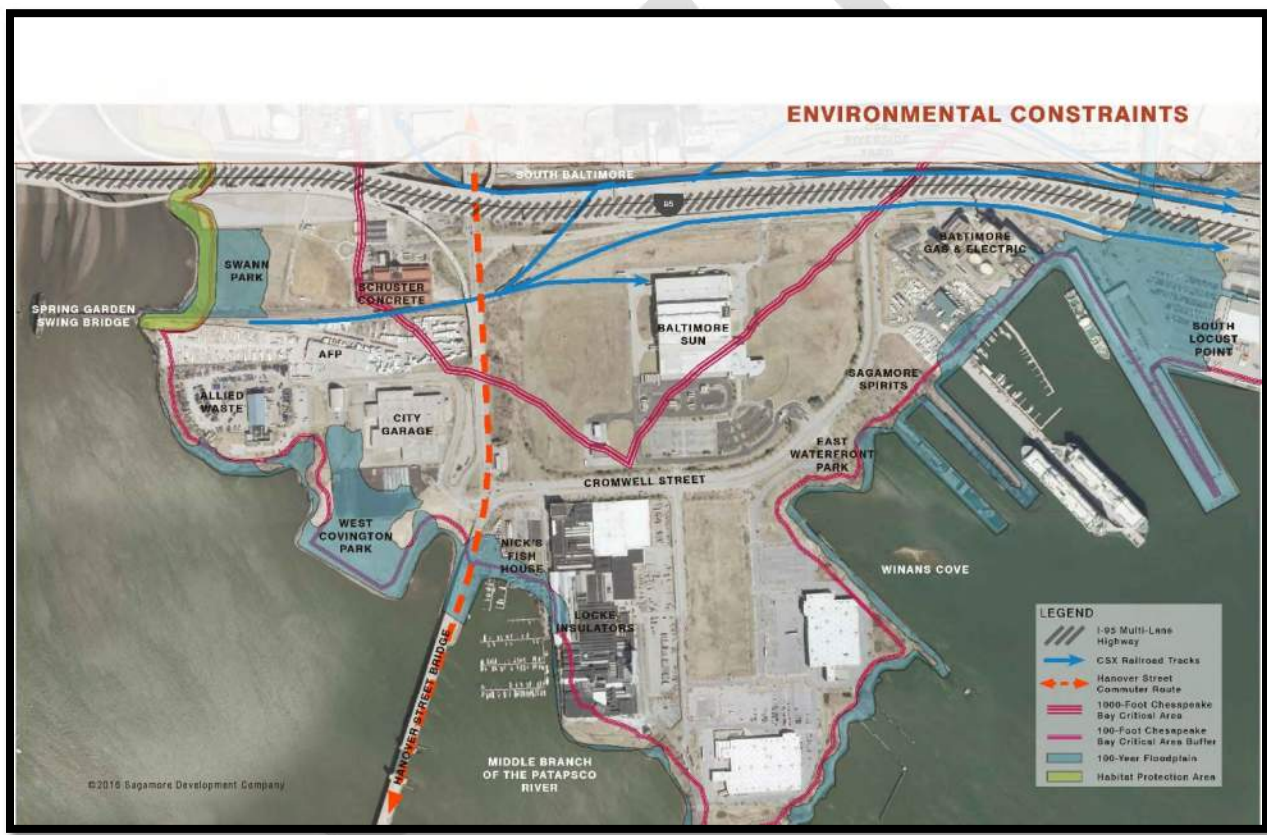 ENVIRONMENTAL CONSTRAINTS
SOUTH BALTIMORE
95
BALTIMORE
GAS & ELECTRIC
SWANN
PARK
SCHUSTER
CONCRETE
SPRING GARDEN
SWING BRIDGE
BALTIMORE
SUN
SOUTH
LOCUST
POINT
AFP
SAGAMORE
SPIRITS
ALLIED
WASTE
CITY
GARAGE
EAST
WATERFRONT
PARK
CROMWELL STREET
WEST
COVINGTON
PARK
NICK'S
FISH
HOUSE
WINANS COVE
LOCKE
INSULATORS
HANOVER STREET BRIDGE
MIDDLE BRANCH
OF THE PATAPSCO
RIVER
©2016 Sagamore Development Company
LEGEND
I-95 Multi-Lane
Highway
CSX Railroad Tracks
Hanover Street
Commuter Route
1000-Foot Chesapeake
Bay Critical Area
100-Foot Chesapeake
Bay Critical Area Buffer
100-Year Floodplain
Habitat Protection Area